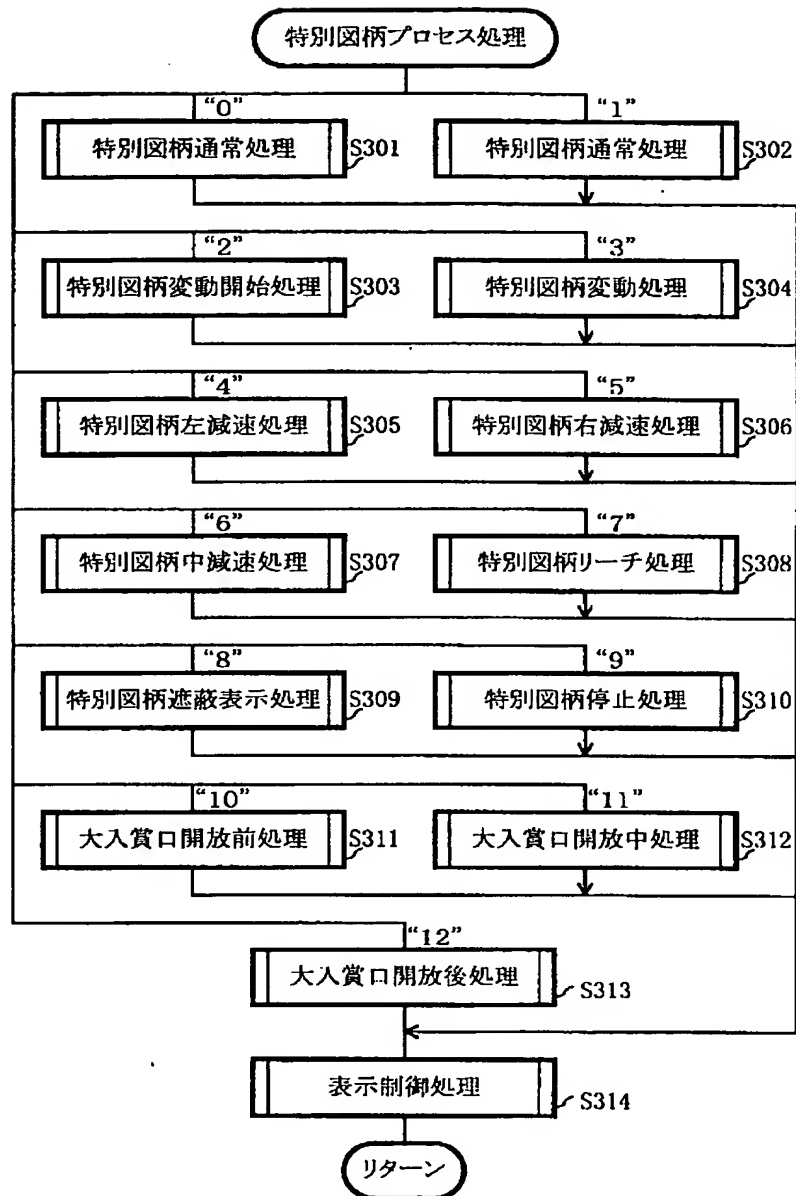 特別図柄プロセス処理
“0”
“1”
特別図柄通常処理
S301
特別図柄通常処理
S302
“2”
“3”
特別図柄変動開始処理
S303
特別図柄変動処理
S304
“4”
“5”
特別図柄左減速処理
S305
特別図柄右減速処理
S306
“6”
“7”
特別図柄中減速処理
S307
特別図柄リーチ処理
S308
“8”
“9”
特別図柄遮蔽表示処理
S309
特別図柄停止処理
S310
“10”
“11”
大入賞口開放前処理
S311
大入賞口開放中処理
S312
“12”
大入賞口開放後処理
S313
表示制御処理
S314
リターン